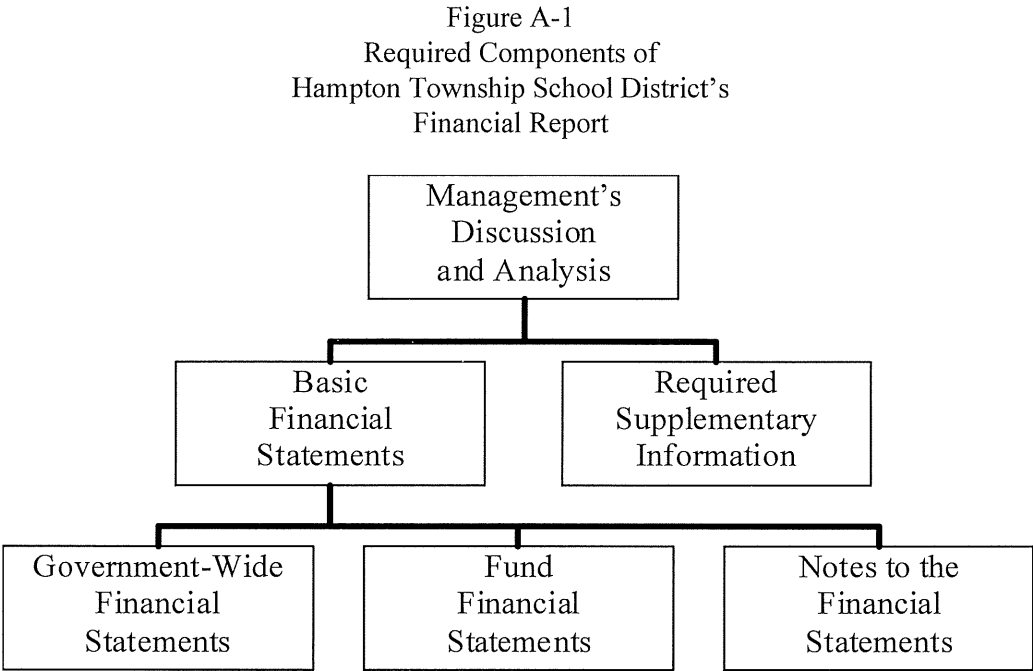 Figure A-1
Required Components of
Hampton Township School District's
Financial Report
Management's
Discussion
and Analysis
Basic
Financial
Statements
Required
Supplementary
Information
Government-Wide
Financial
Statements
Fund
Financial
Statements
Notes to the
Financial
Statements